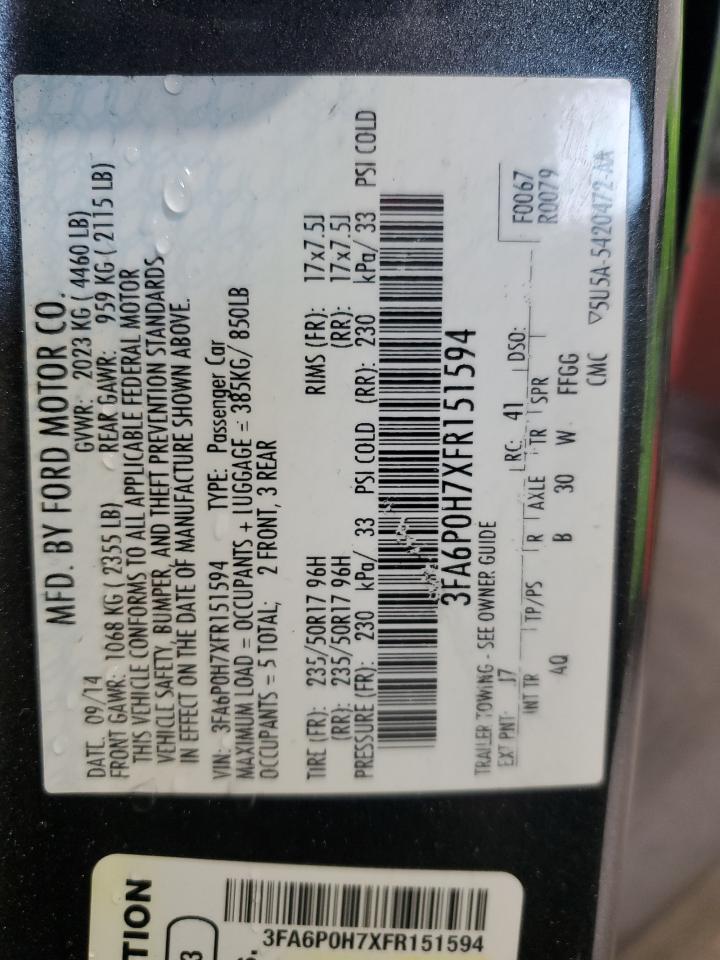 MFD. BY FORD MOTOR CO.
DATE: 09/14 GVWR: 2023 KG ( 4460 LB)
FRONT GAWR: 1068 KG ( 2355 LB) REAR GAWR: 959 KG ( 2115 LB)
THIS VEHICLE CONFORMS TO ALL APPLICABLE FEDERAL MOTOR
VEHICLE SAFETY, BUMPER, AND THEFT PREVENTION STANDARDS
IN EFFECT ON THE DATE OF MANUFACTURE SHOWN ABOVE.
VIN: 3FA6P0H7XFR151594 TYPE: Passenger Car
MAXIMUM LOAD = OCCUPANTS + LUGGAGE = 385KG/ 850LB
OCCUPANTS = 5 TOTAL; 2 FRONT, 3 REAR
TIRE (FR): 235/50R17 96H RIMS (FR): 17x7.5J
(RR): 235/50R17 96H (RR): 17x7.5J
PRESSURE (FR): 230 kPa/ 33 PSI COLD (RR): 230 kPa/ 33 PSI COLD
3FA6P0H7XFR151594
TRAILER TOWING - SEE OWNER GUIDE
F0067
EXT PNT: J7 RC: 41 DSO: R0079
INT TR TP/PS R AXLE TR SPR
AQ B 30 W FFGG
CMC ▽5U5A-5420472-AA
TION
3
S.
3FA6P0H7XFR151594